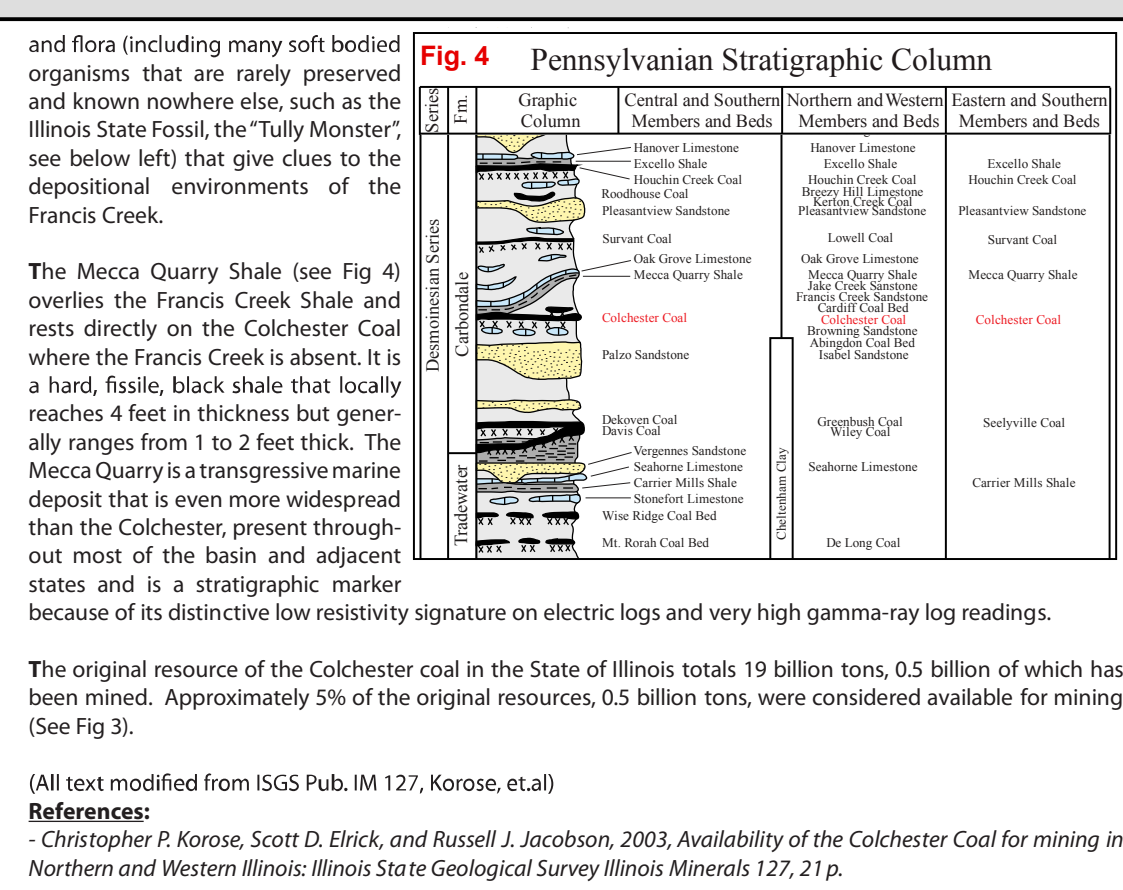 and flora (including many soft bodied
organisms that are rarely preserved
and known nowhere else, such as the
Illinois State Fossil, the “Tully Monster”,
see below left) that give clues to the
depositional environments of the
Francis Creek.
The Mecca Quarry Shale (see Fig 4)
overlies the Francis Creek Shale and
rests directly on the Colchester Coal
where the Francis Creek is absent. It is
a hard, fissile, black shale that locally
reaches 4 feet in thickness but gener-
ally ranges from 1 to 2 feet thick. The
Mecca Quarry is a transgressive marine
deposit that is even more widespread
than the Colchester, present through-
out most of the basin and adjacent
states and is a stratigraphic marker
because of its distinctive low resistivity signature on electric logs and very high gamma-ray log readings.
Fig. 4 Pennsylvanian Stratigraphic Column
Series
Fm.
Graphic
Column
Central and Southern
Members and Beds
Northern and Western
Members and Beds
Eastern and Southern
Members and Beds
Desmoinesian Series
Carbondale
Tradewater
Hanover Limestone
Excello Shale
Houchin Creek Coal
Roodhouse Coal
Pleasantview Sandstone
Survant Coal
Oak Grove Limestone
Mecca Quarry Shale
Colchester Coal
Palzo Sandstone
Dekoven Coal
Davis Coal
Vergennes Sandstone
Seahorne Limestone
Carrier Mills Shale
Stonefort Limestone
Wise Ridge Coal Bed
Mt. Rorah Coal Bed
Cheltenham Clay
Hanover Limestone
Excello Shale
Houchin Creek Coal
Breezy Hill Limestone
Kerton Creek Coal
Pleasantview Sandstone
Lowell Coal
Oak Grove Limestone
Mecca Quarry Shale
Jake Creek Sanstone
Francis Creek Sandstone
Cardiff Coal Bed
Colchester Coal
Browning Sandstone
Abingdon Coal Bed
Isabel Sandstone
Greenbush Coal
Wiley Coal
Seahorne Limestone
De Long Coal
Excello Shale
Houchin Creek Coal
Pleasantview Sandstone
Survant Coal
Mecca Quarry Shale
Colchester Coal
Seelyville Coal
Carrier Mills Shale
The original resource of the Colchester coal in the State of Illinois totals 19 billion tons, 0.5 billion of which has
been mined. Approximately 5% of the original resources, 0.5 billion tons, were considered available for mining
(See Fig 3).
(All text modified from ISGS Pub. IM 127, Korose, et.al)
References:
- Christopher P. Korose, Scott D. Elrick, and Russell J. Jacobson, 2003, Availability of the Colchester Coal for mining in
Northern and Western Illinois: Illinois State Geological Survey Illinois Minerals 127, 21 p.